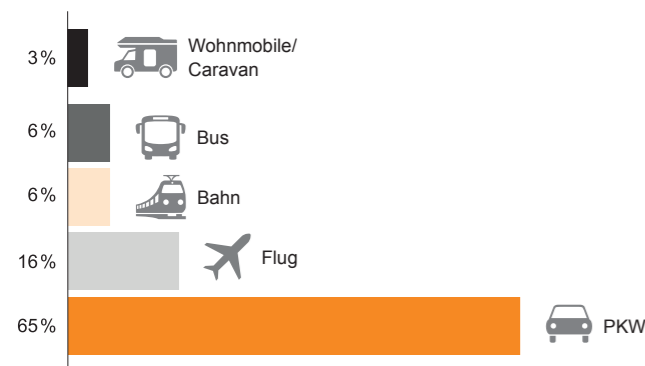 3 %
Wohnmobile/
Caravan
6 %
Bus
6 %
Bahn
16 %
Flug
65 %
PKW